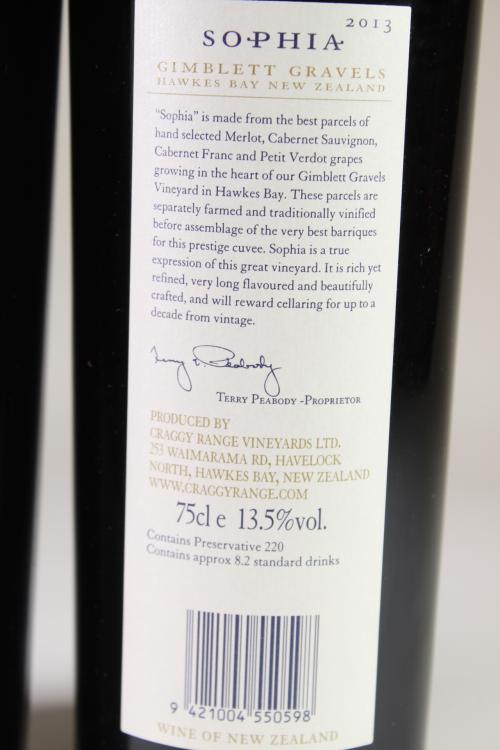 2013
SOPHIA
GIMBLETT GRAVELS
HAWKES BAY NEW ZEALAND
"Sophia" is made from the best parcels of
hand selected Merlot, Cabernet Sauvignon,
Cabernet Franc and Petit Verdot grapes
growing in the heart of our Gimblett Gravels
Vineyard in Hawkes Bay. These parcels are
separately farmed and traditionally vinified
before assemblage of the very best barriques
for this prestige cuvee. Sophia is a true
expression of this great vineyard. It is rich yet
refined, very long flavoured and beautifully
crafted, and will reward cellaring for up to a
decade from vintage.
Terry D. Peabody
TERRY PEABODY -PROPRIETOR
PRODUCED BY
CRAGGY RANGE VINEYARDS LTD.
253 WAIMARAMA RD, HAVELOCK
NORTH, HAWKES BAY, NEW ZEALAND
WWW.CRAGGYRANGE.COM
75cl e 13.5%vol.
Contains Preservative 220
Contains approx 8.2 standard drinks
9 421004 550598
WINE OF NEW ZEALAND